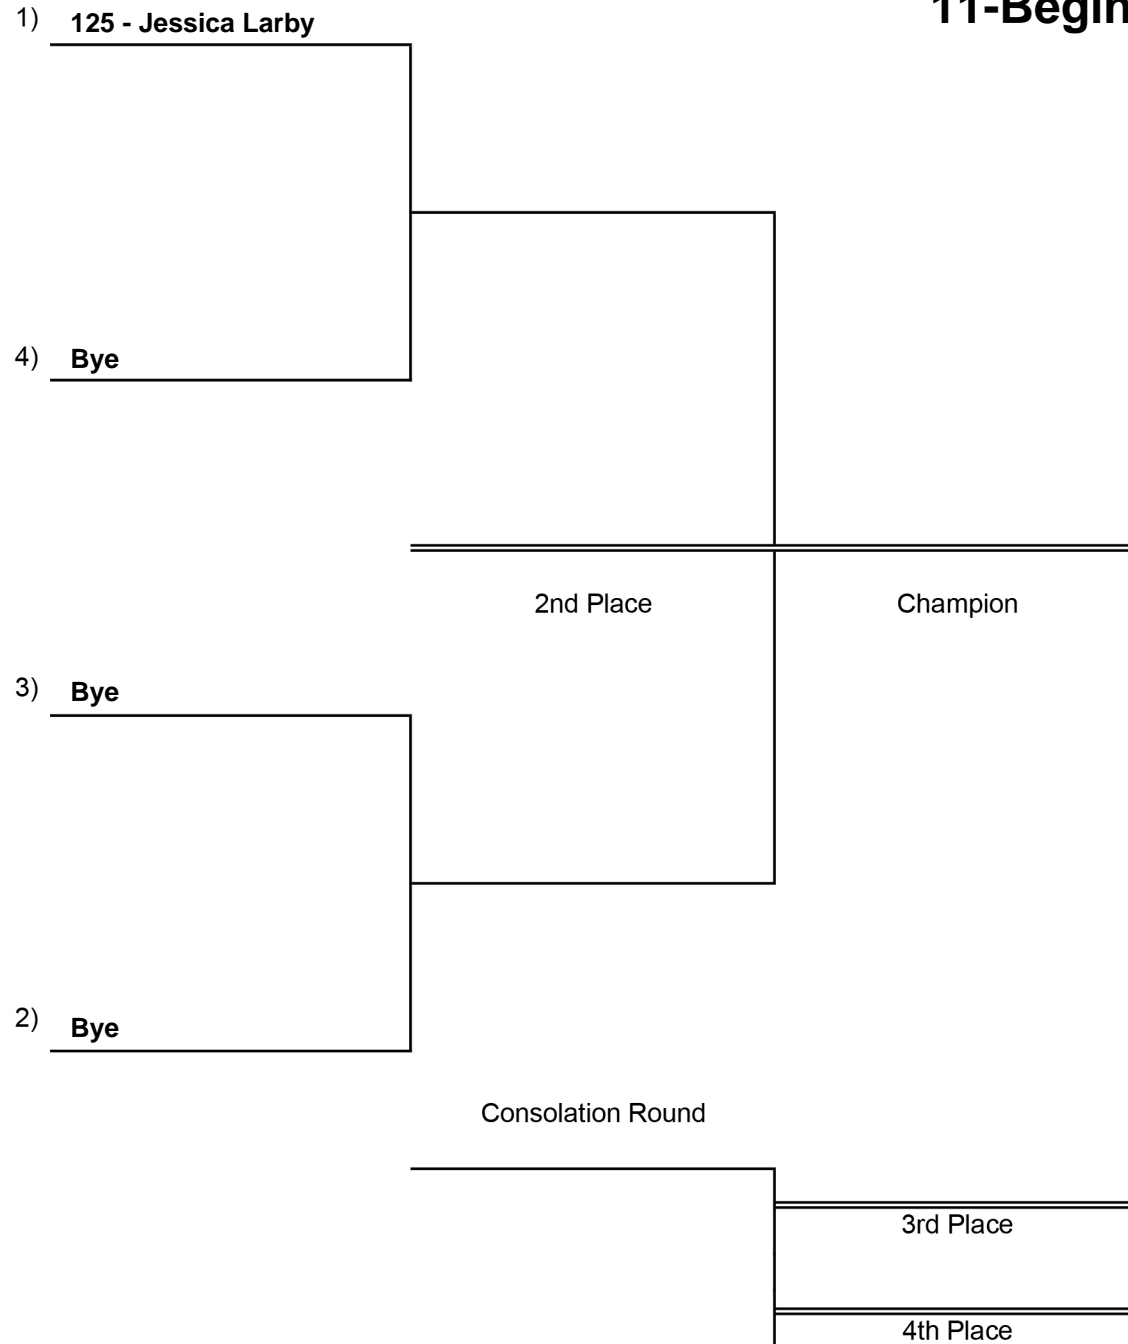 11-Begin
1) 125 - Jessica Larby
4) Bye
2nd Place Champion
3) Bye
2) Bye
Consolation Round
3rd Place
4th Place